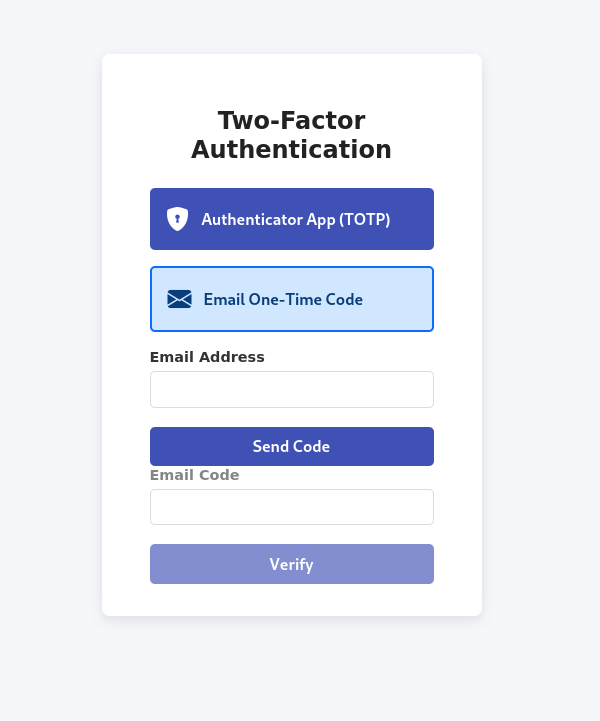 Two-Factor
Authentication
Authenticator App (TOTP)
Email One-Time Code
Email Address
Send Code
Email Code
Verify